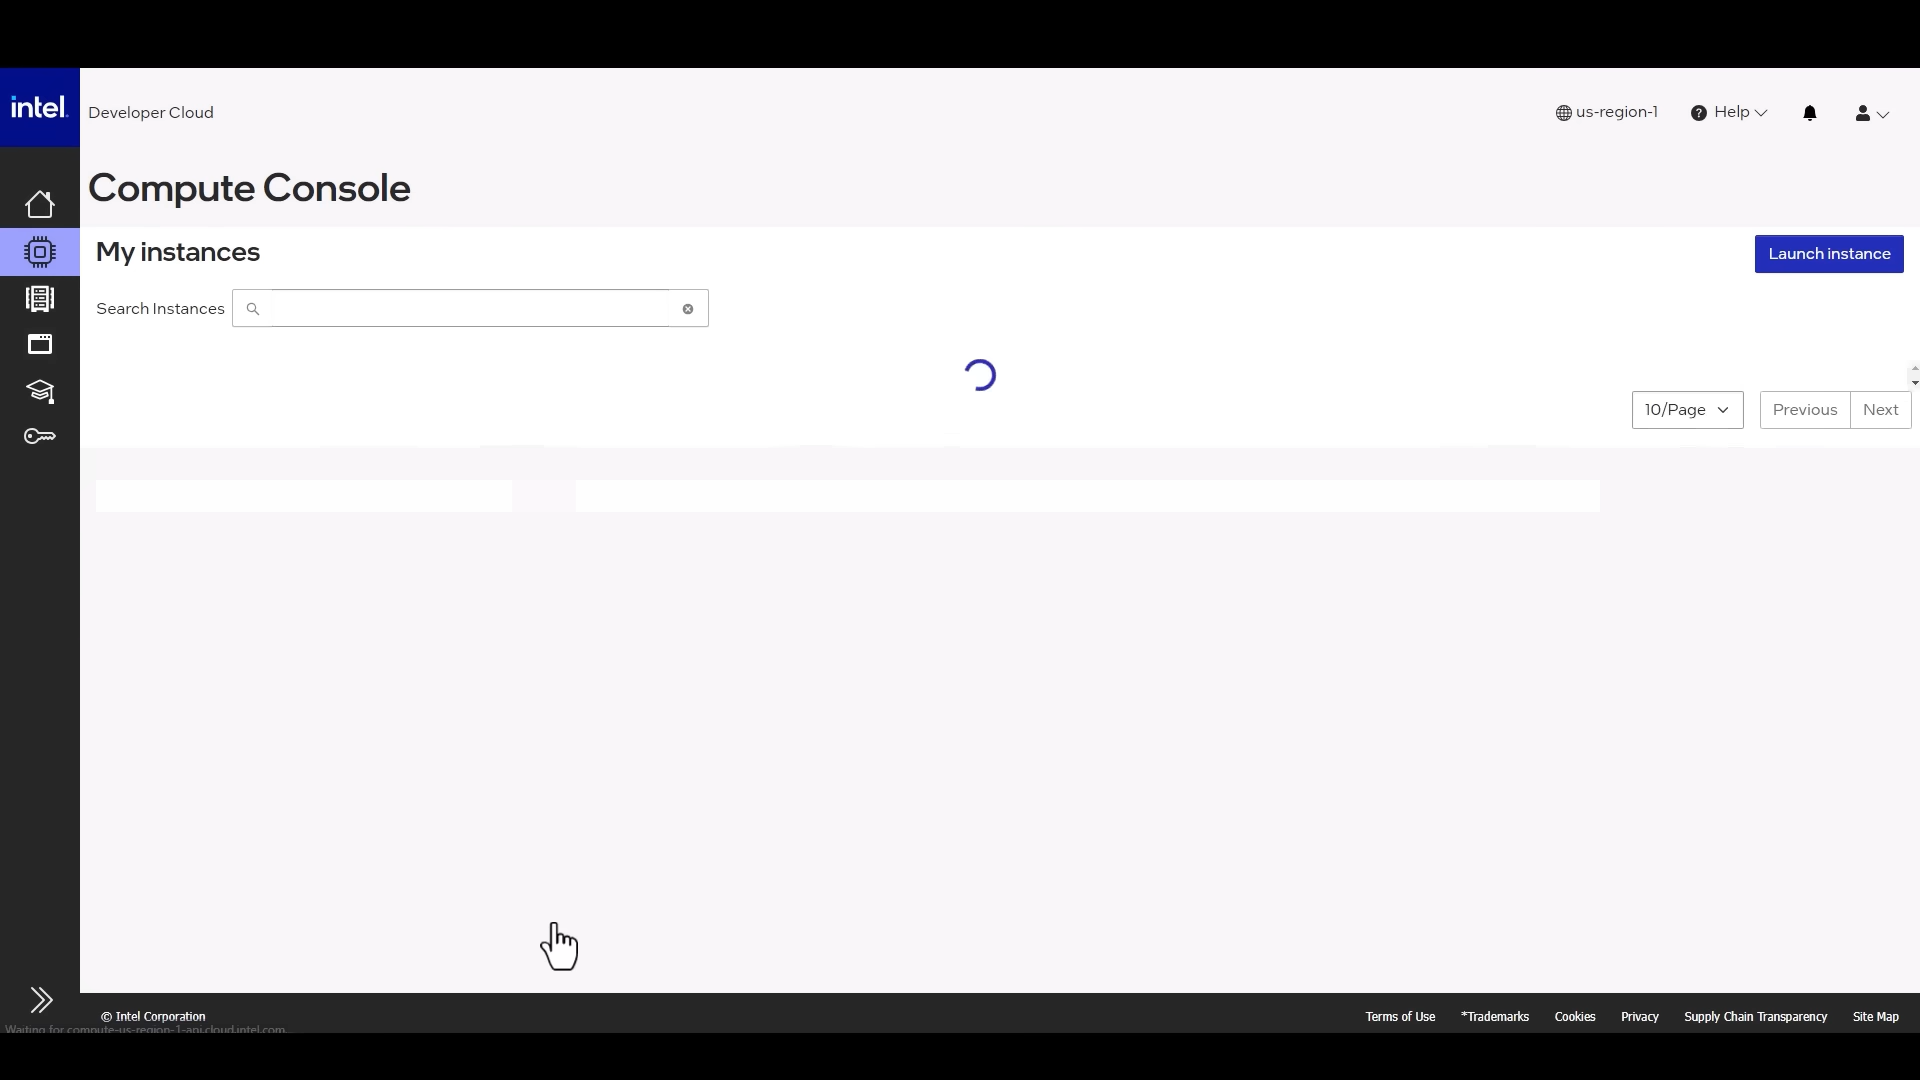 intel.
Developer Cloud
us-region-1
Help
Compute Console
My instances
Launch instance
Search Instances
10/Page
Previous
Next
© Intel Corporation
Terms of Use
*Trademarks
Cookies
Privacy
Supply Chain Transparency
Site Map
Waiting for compute-us-region-1-api.cloud.intel.com...